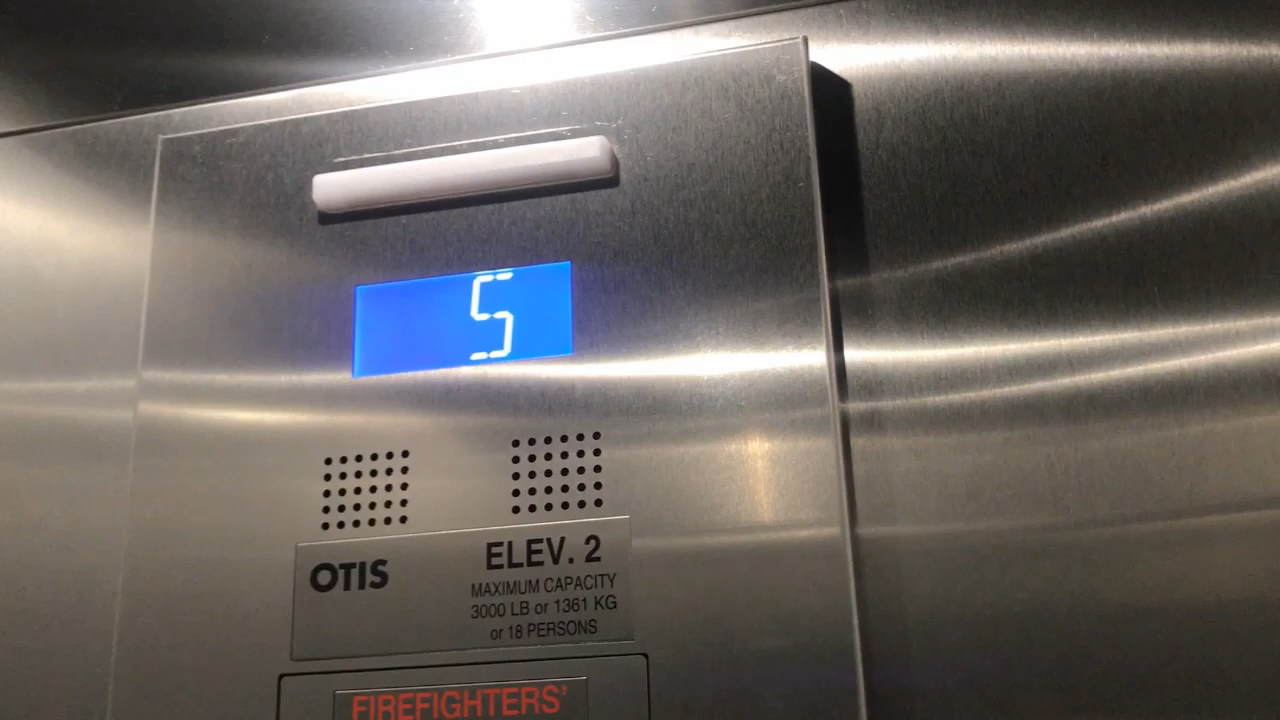 5
OTIS
ELEV. 2
MAXIMUM CAPACITY
3000 LB or 1361 KG
or 18 PERSONS
FIREFIGHTERS'